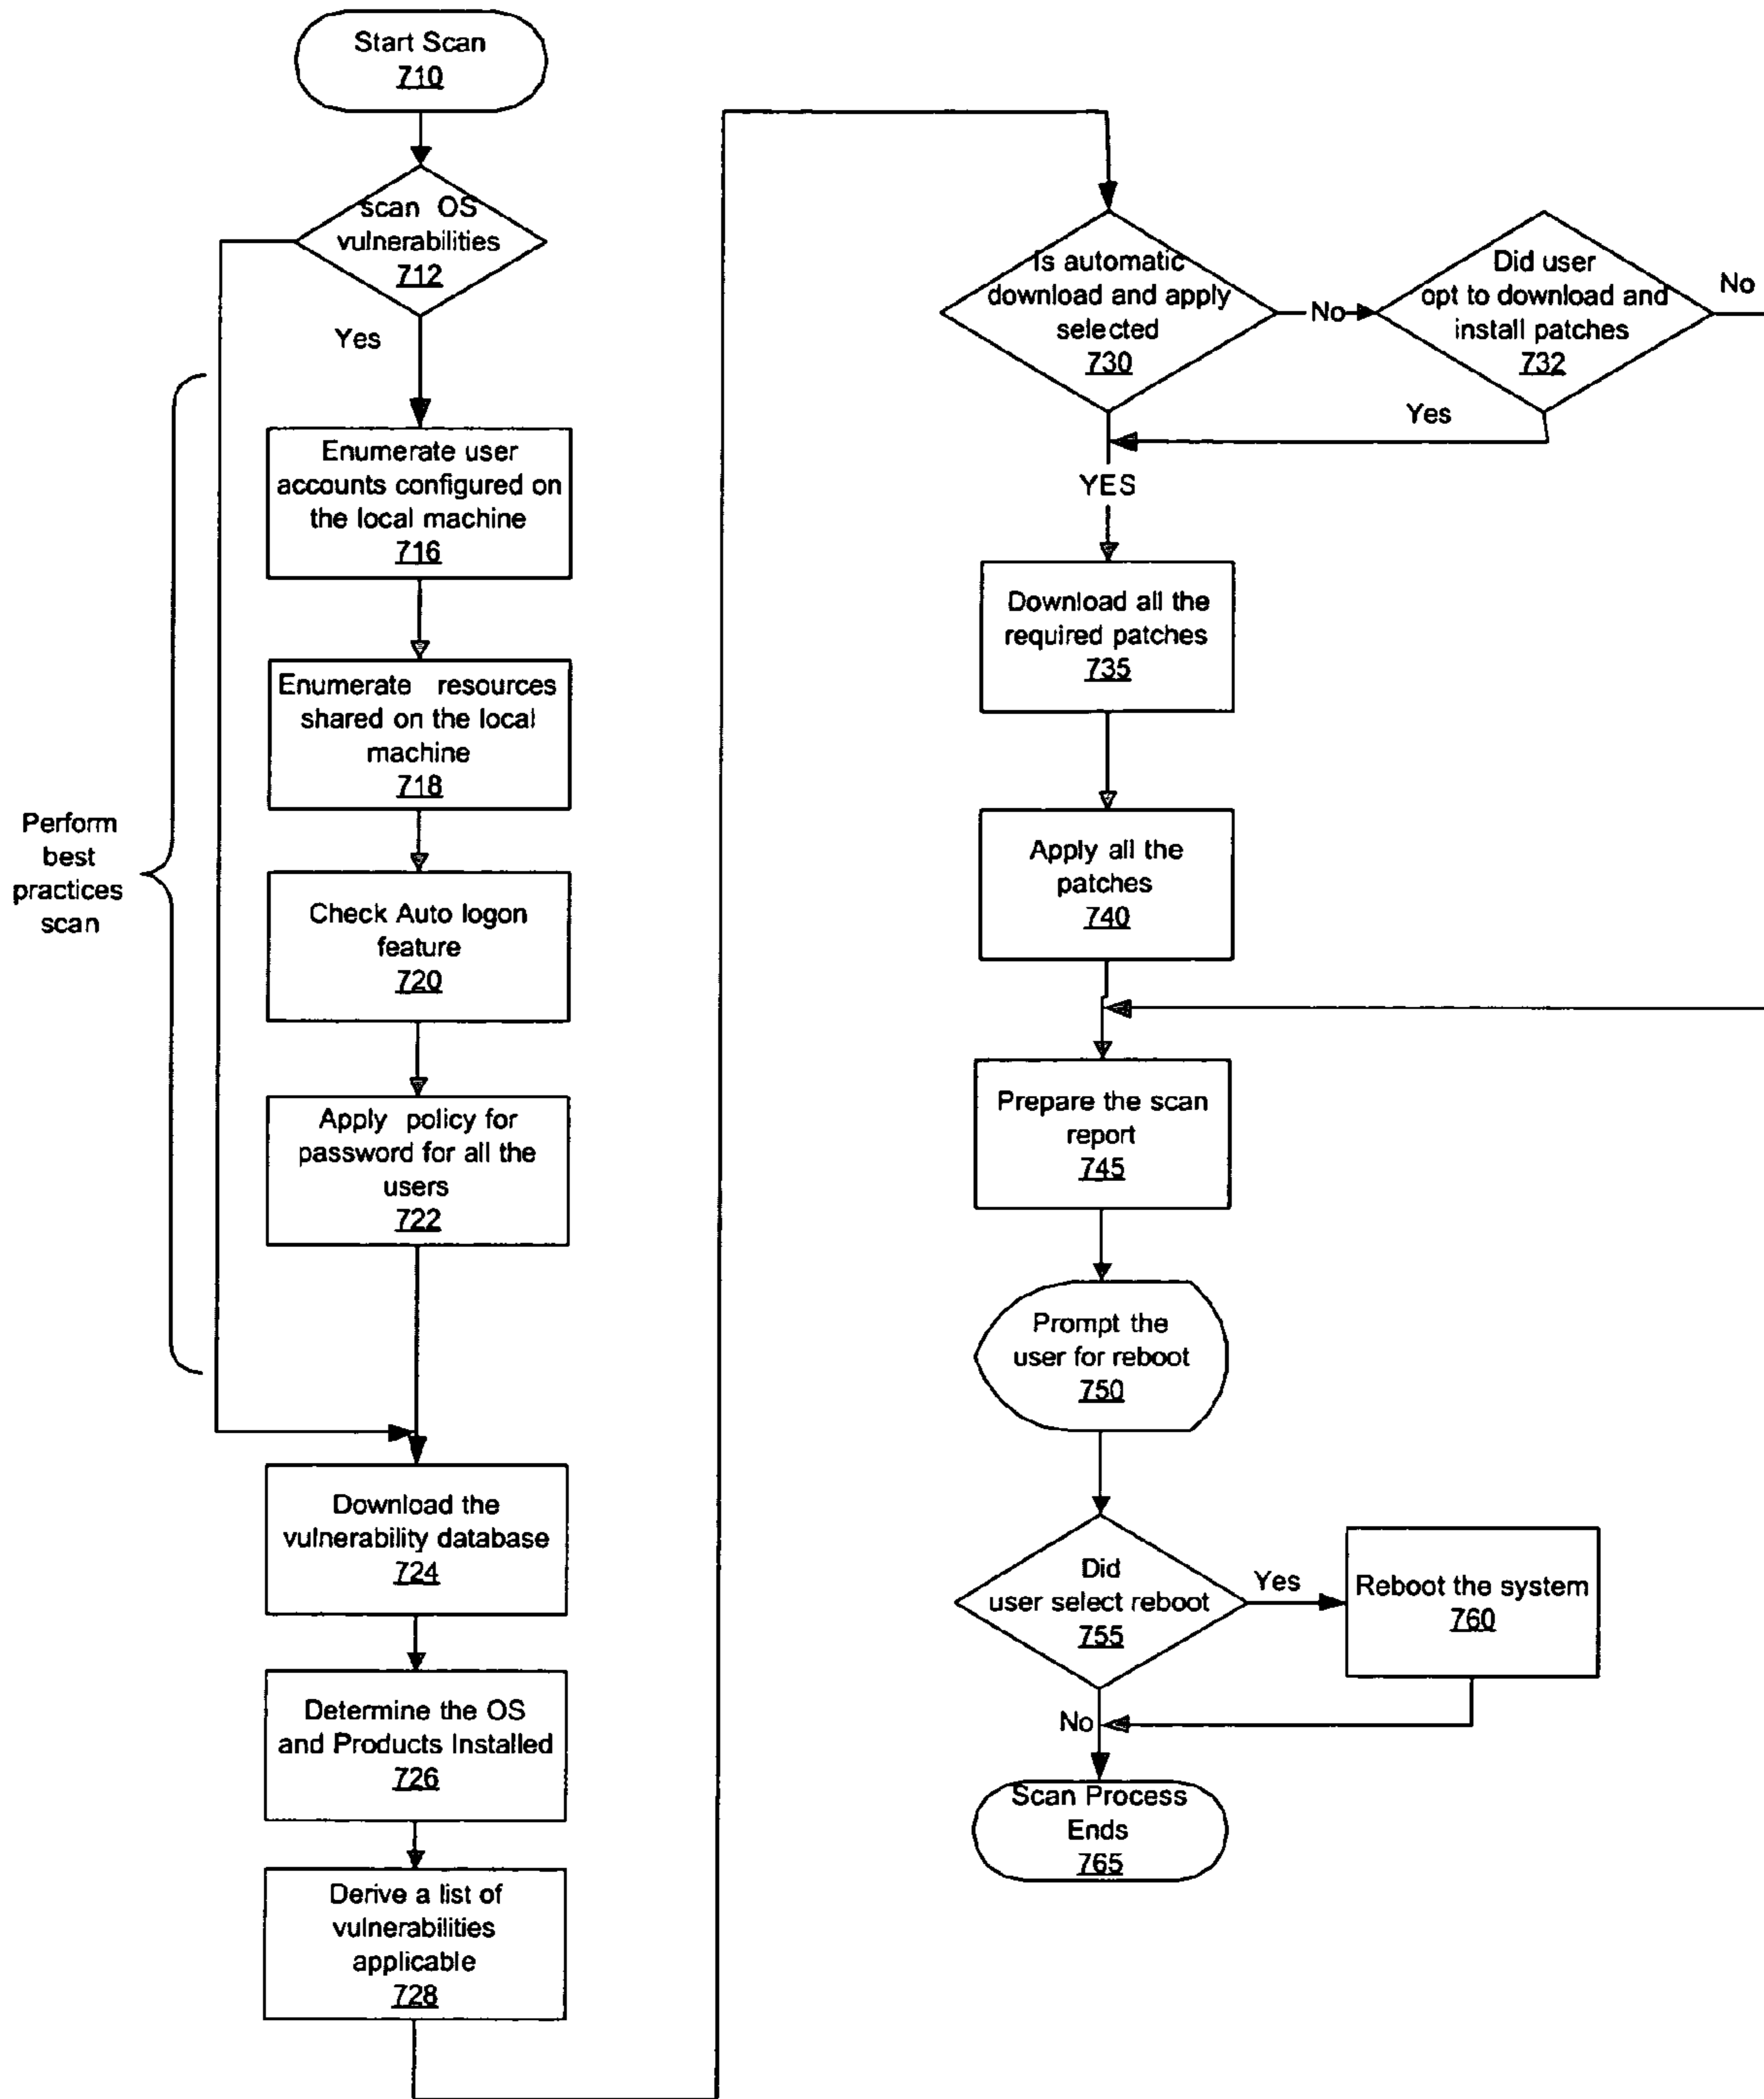 Start Scan
710
scan OS
vulnerabilities
712
Yes
Perform
best
practices
scan
Enumerate user
accounts configured on
the local machine
716
Enumerate resources
shared on the local
machine
718
Check Auto logon
feature
720
Apply policy for
password for all the
users
722
Download the
vulnerability database
724
Determine the OS
and Products Installed
726
Derive a list of
vulnerabilities
applicable
728
Is automatic
download and apply
selected
730
No
Did user
opt to download and
install patches
732
No
Yes
YES
Download all the
required patches
735
Apply all the
patches
740
Prepare the scan
report
745
Prompt the
user for reboot
750
Did
user select reboot
755
Yes
Reboot the system
760
No
Scan Process
Ends
765